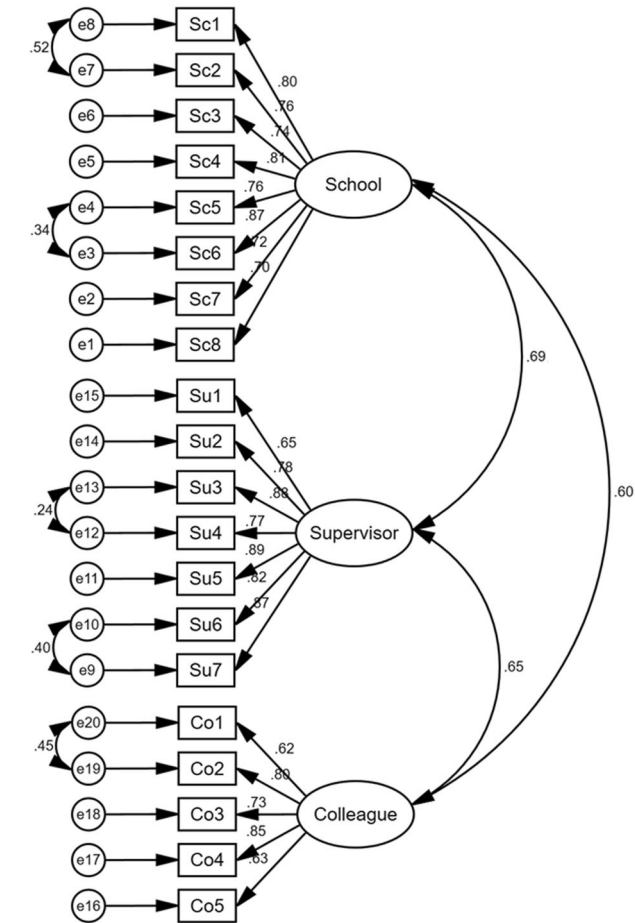 e8 Sc1
.52
e7 Sc2
.80
.76
e6 Sc3
.74
e5 Sc4
.81
School
.76
e4 Sc5
.87
.34
.72
e3 Sc6
.70
e2 Sc7
e1 Sc8
.69
e15 Su1
.65
e14 Su2
.78
e13 Su3
.88
.60
.24
.77
e12 Su4
Supervisor
.89
e11 Su5
.82
.87
e10 Su6
.40
e9 Su7
.65
e20 Co1
.45
.62
e19 Co2
.80
.73
e18 Co3
Colleague
.85
e17 Co4
.63
e16 Co5